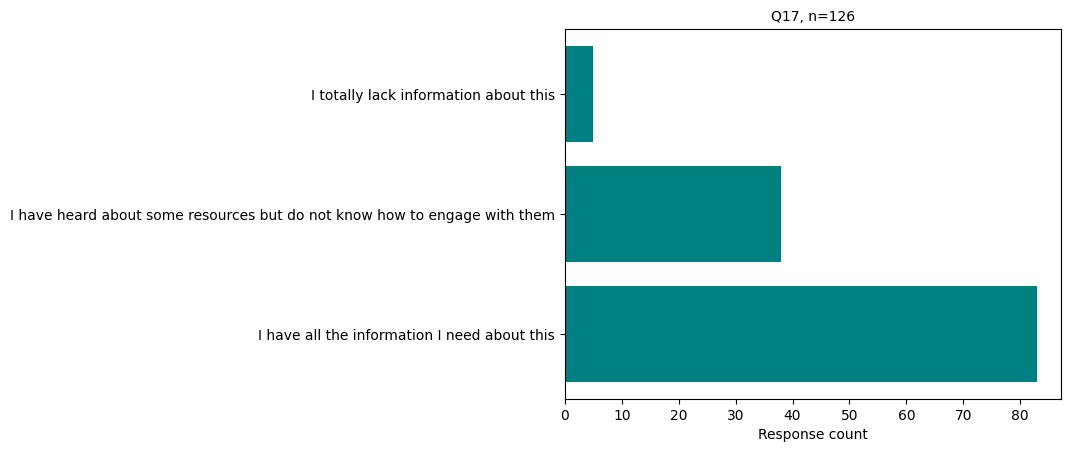 Q17, n=126
I totally lack information about this
I have heard about some resources but do not know how to engage with them
I have all the information I need about this
0 10 20 30 40 50 60 70 80
Response count